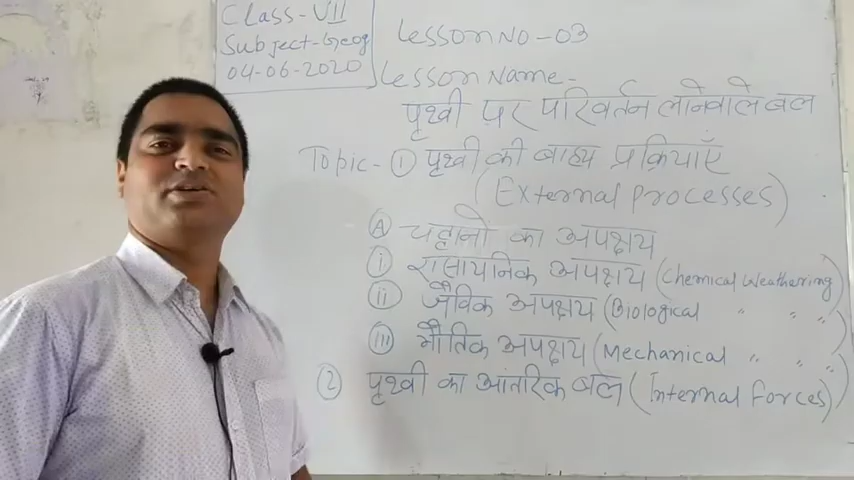 Class-VII
Subject-Geog
04-06-2020
Lesson No-03
Lesson Name-
पृथ्वी पर परिवर्तन लानेवाले बल
Topic- ① पृथ्वी की बाह्य प्रक्रियाएँ
(External Processes)
Ⓐ चट्टानों का अपक्षय
ⓘ रासायनिक अपक्षय (Chemical Weathering)
ii जैविक अपक्षय (Biological " " ")
iii भौतिक अपक्षय (Mechanical " " ")
② पृथ्वी का आंतरिक बल (Internal Forces)